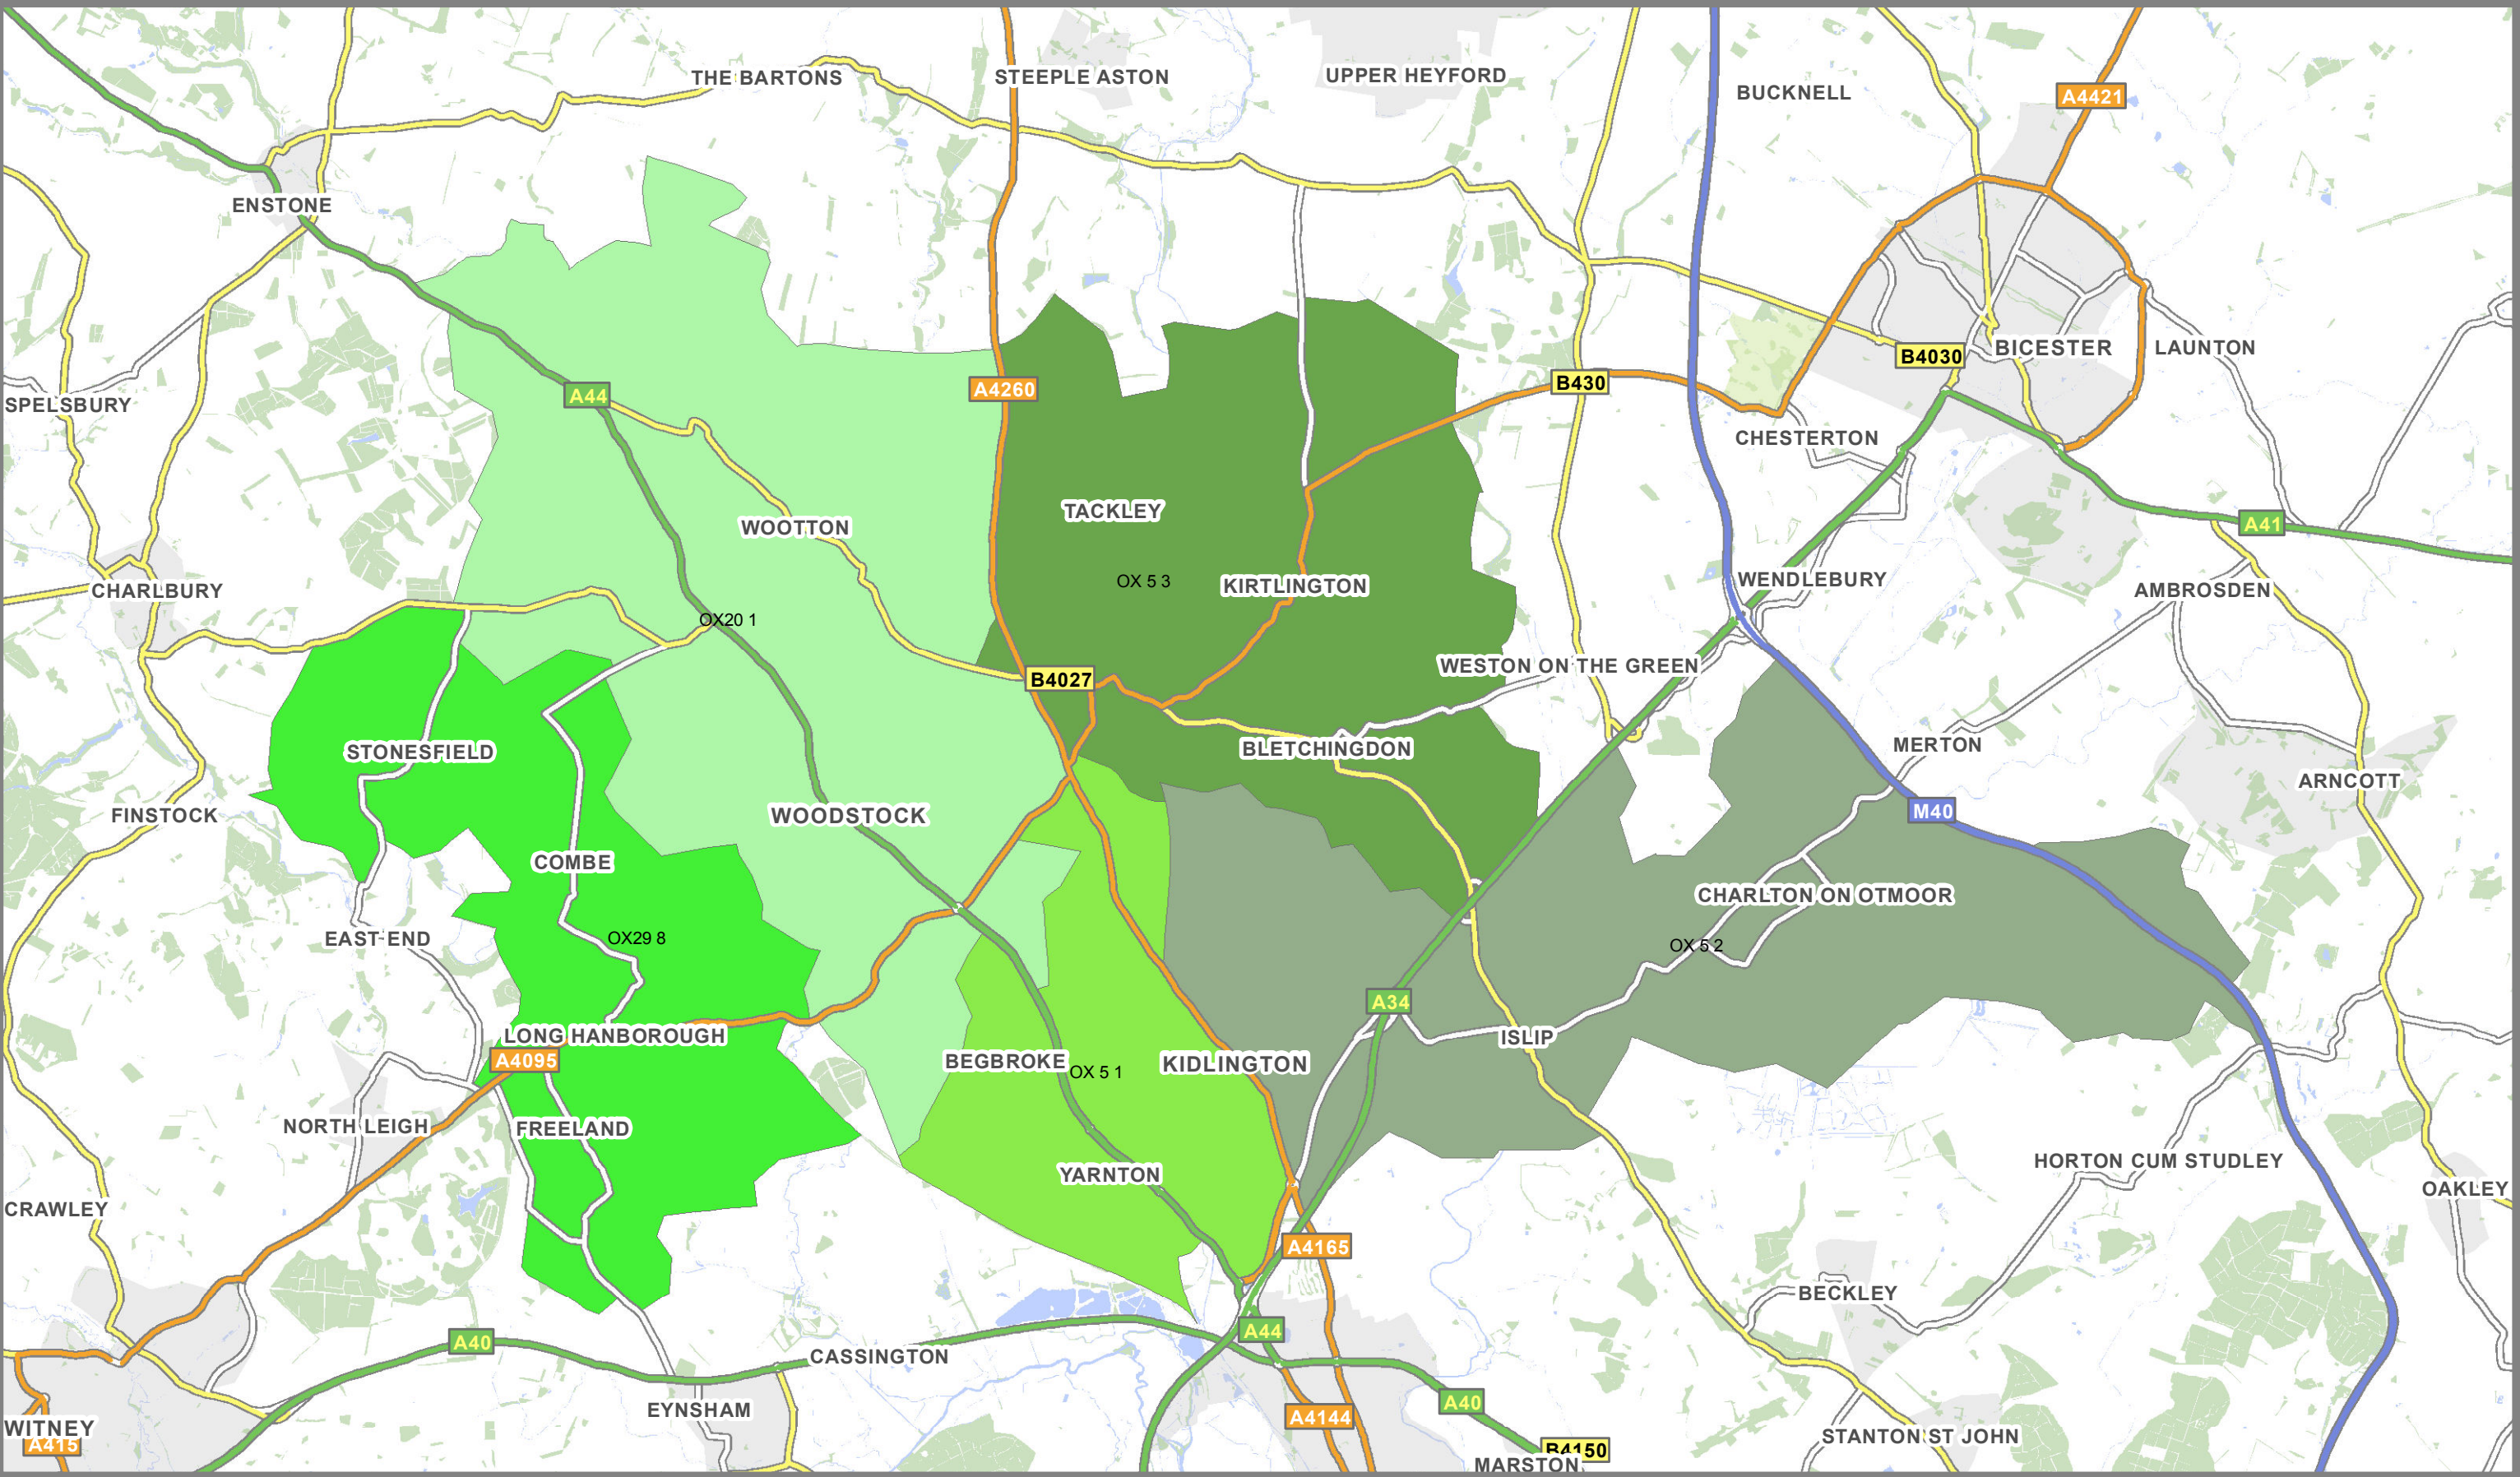 THE BARTONS
STEEPLE ASTON
UPPER HEYFORD
BUCKNELL
A4421
ENSTONE
BICESTER
LAUNTON
B4030
B430
A4260
A44
SPELSBURY
CHESTERTON
TACKLEY
WOOTTON
A41
OX 5 3
KIRTLINGTON
WENDLEBURY
CHARLBURY
AMBROSDEN
OX20 1
WESTON ON THE GREEN
B4027
STONESFIELD
BLETCHINGDON
MERTON
ARNCOTT
FINSTOCK
WOODSTOCK
M40
COMBE
CHARLTON ON OTMOOR
EAST END
OX29 8
OX 5 2
A34
LONG HANBOROUGH
ISLIP
A4095
BEGBROKE
OX 5 1
KIDLINGTON
NORTH LEIGH
FREELAND
HORTON CUM STUDLEY
YARNTON
OAKLEY
CRAWLEY
A4165
BECKLEY
A44
A40
CASSINGTON
A40
EYNSHAM
A4144
WITNEY
A415
STANTON ST JOHN
B4150
MARSTON